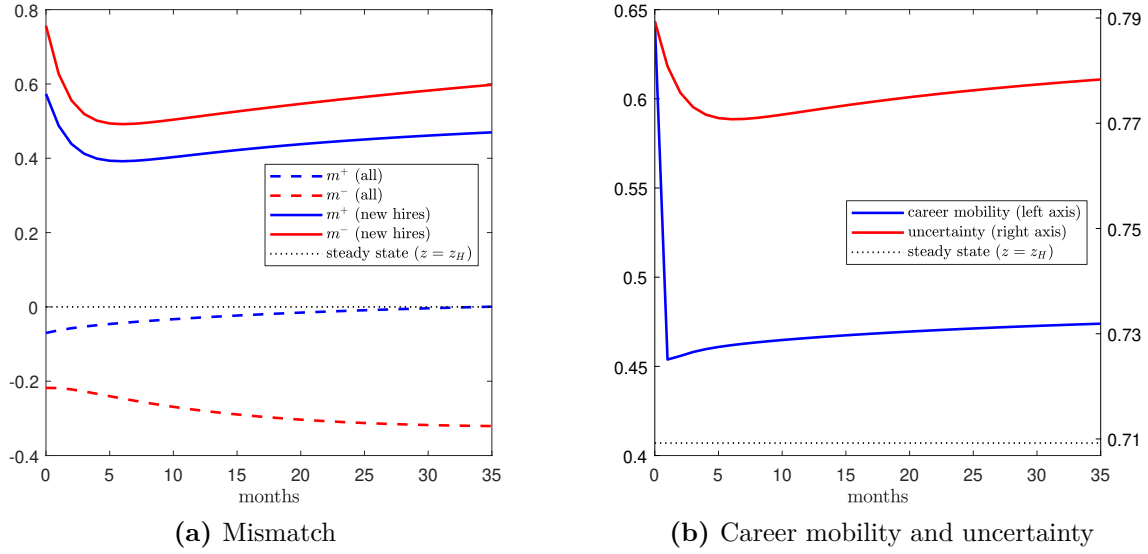 0.8
0.6
0.4
0.2
0
-0.2
-0.4
0 5 10 15 20 25 30 35
months
m⁺ (all)
m⁻ (all)
m⁺ (new hires)
m⁻ (new hires)
steady state (z = z_H)
(a) Mismatch
0.65
0.6
0.55
0.5
0.45
0.4
0.79
0.77
0.75
0.73
0.71
0 5 10 15 20 25 30 35
months
career mobility (left axis)
uncertainty (right axis)
steady state (z = z_H)
(b) Career mobility and uncertainty